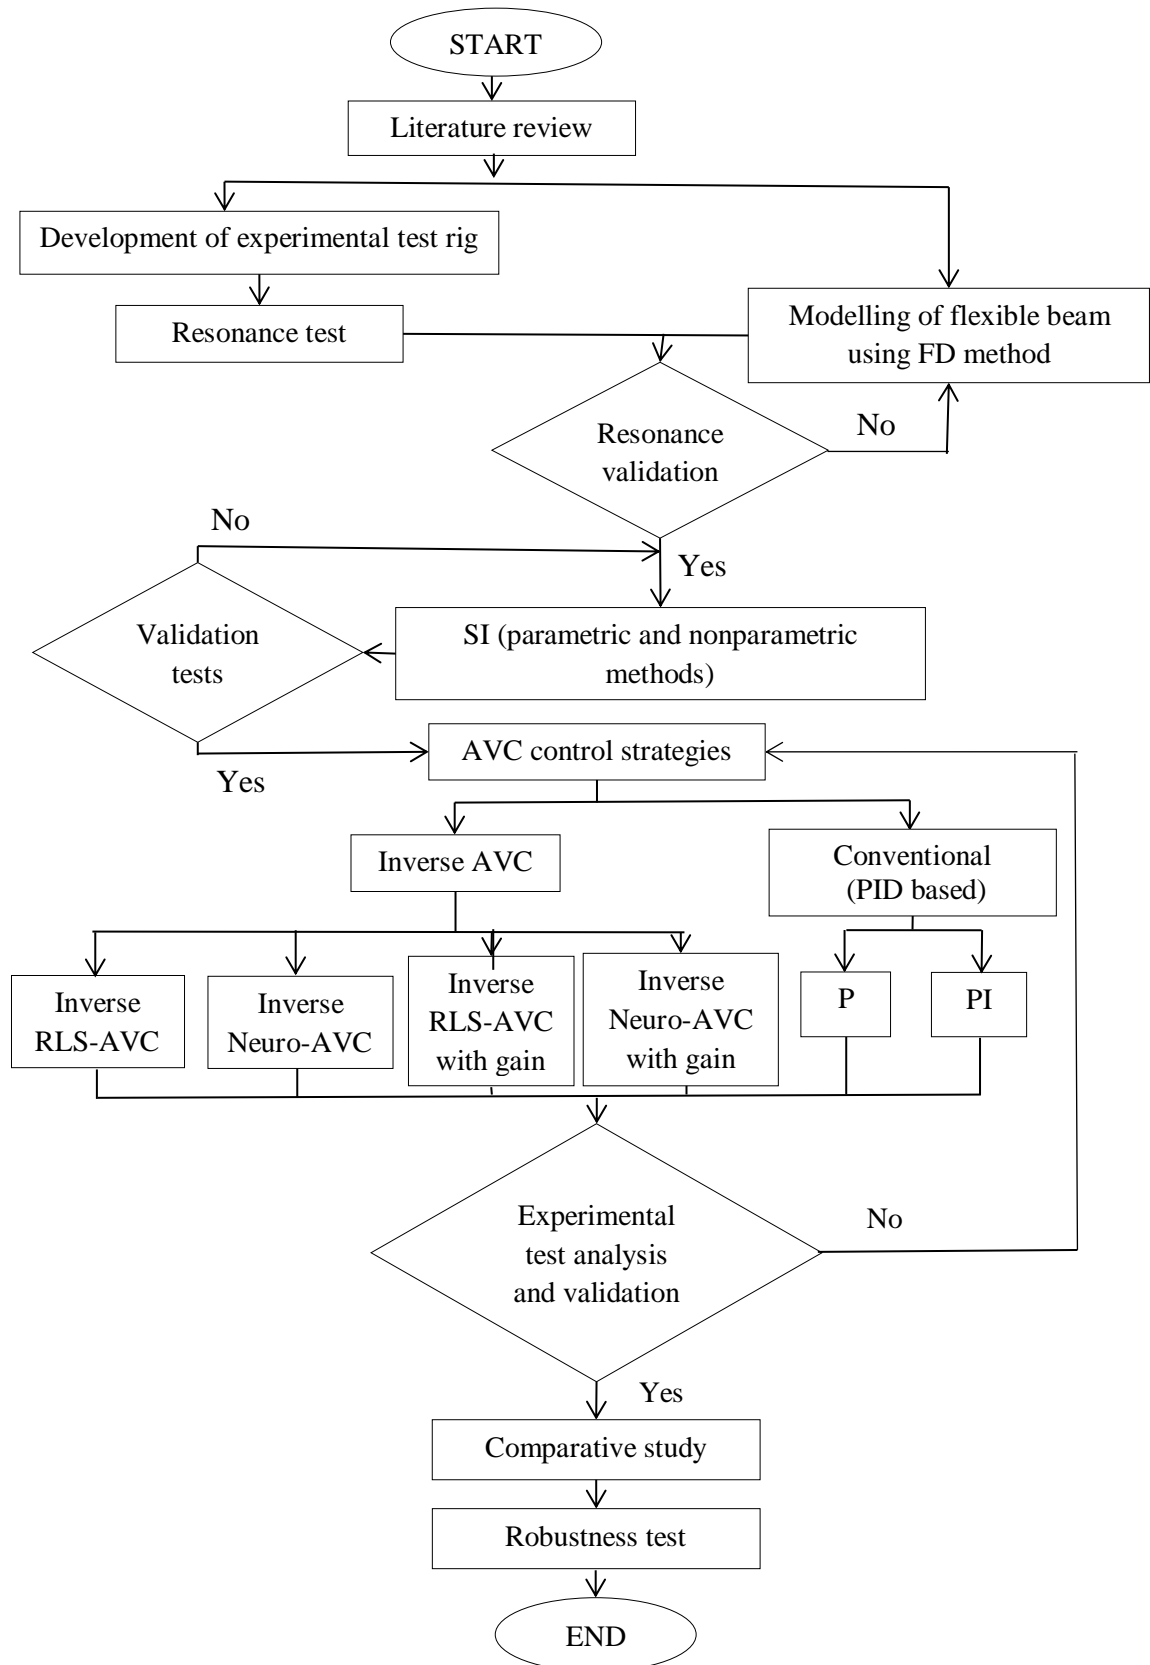 START
Literature review
Development of experimental test rig
Resonance test
Modelling of flexible beam
using FD method
Resonance
validation
No
No
Yes
Validation
tests
SI (parametric and nonparametric
methods)
Yes
AVC control strategies
Inverse AVC
Conventional
(PID based)
Inverse
RLS-AVC
Inverse
Neuro-AVC
Inverse
RLS-AVC
with gain
Inverse
Neuro-AVC
with gain
P
PI
Experimental
test analysis
and validation
No
Yes
Comparative study
Robustness test
END